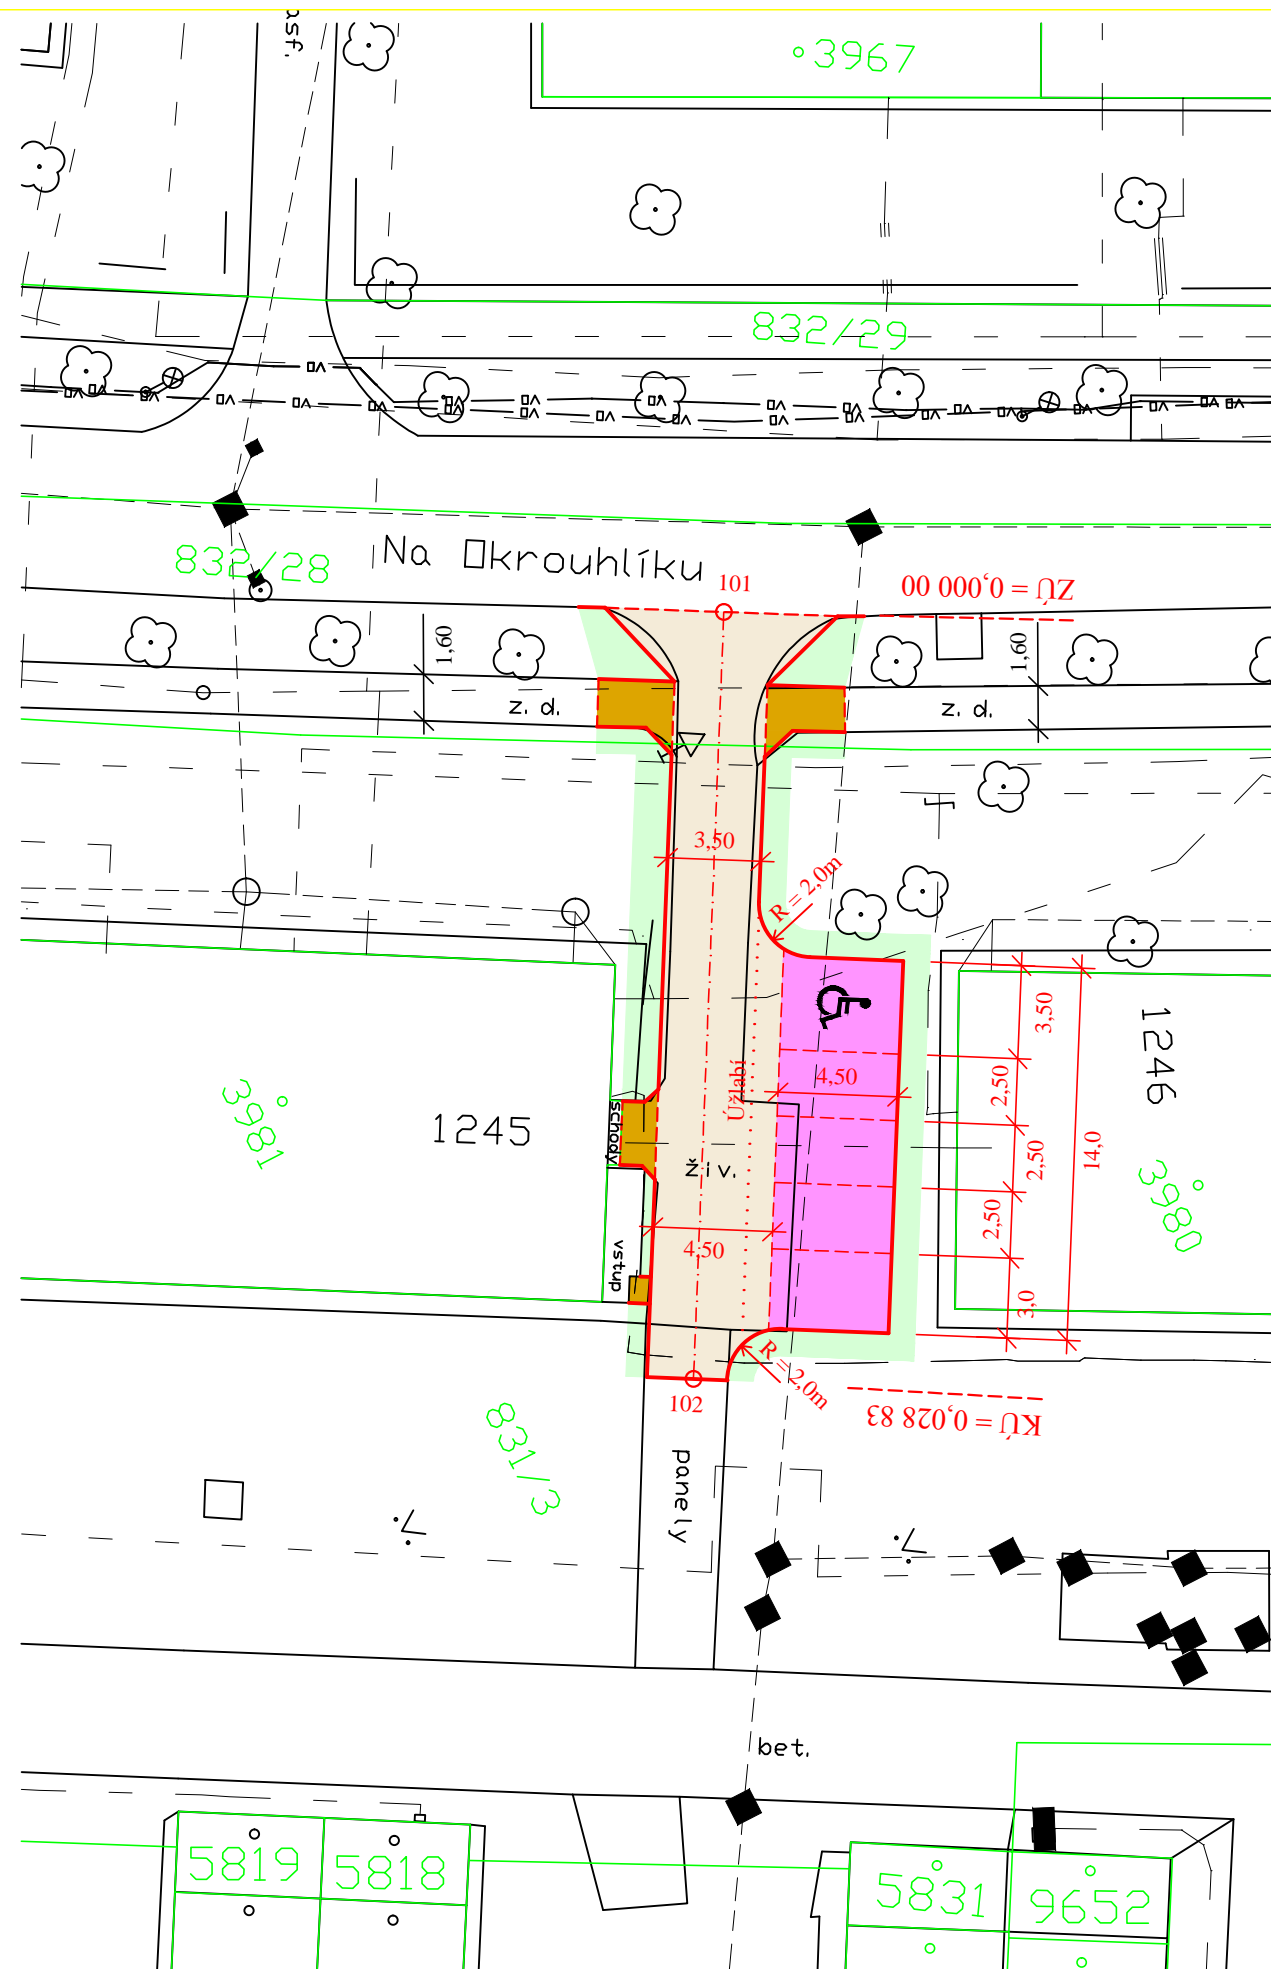 asf.
3967
832/29
832/28
Na Okrouhlíku
101
ZÚ = 0,000 00
1,60
1,60
z. d.
z. d.
3,50
R = 2,0m
3,50
1246
Úžlabí
4,50
2,50
3981
1245
schody
2,50
14,0
živ.
3980
2,50
4,50
vstup
3,0
R = 2,0m
102
KÚ = 0,028 83
831/3
panely
bet.
5819
5818
5831
9652